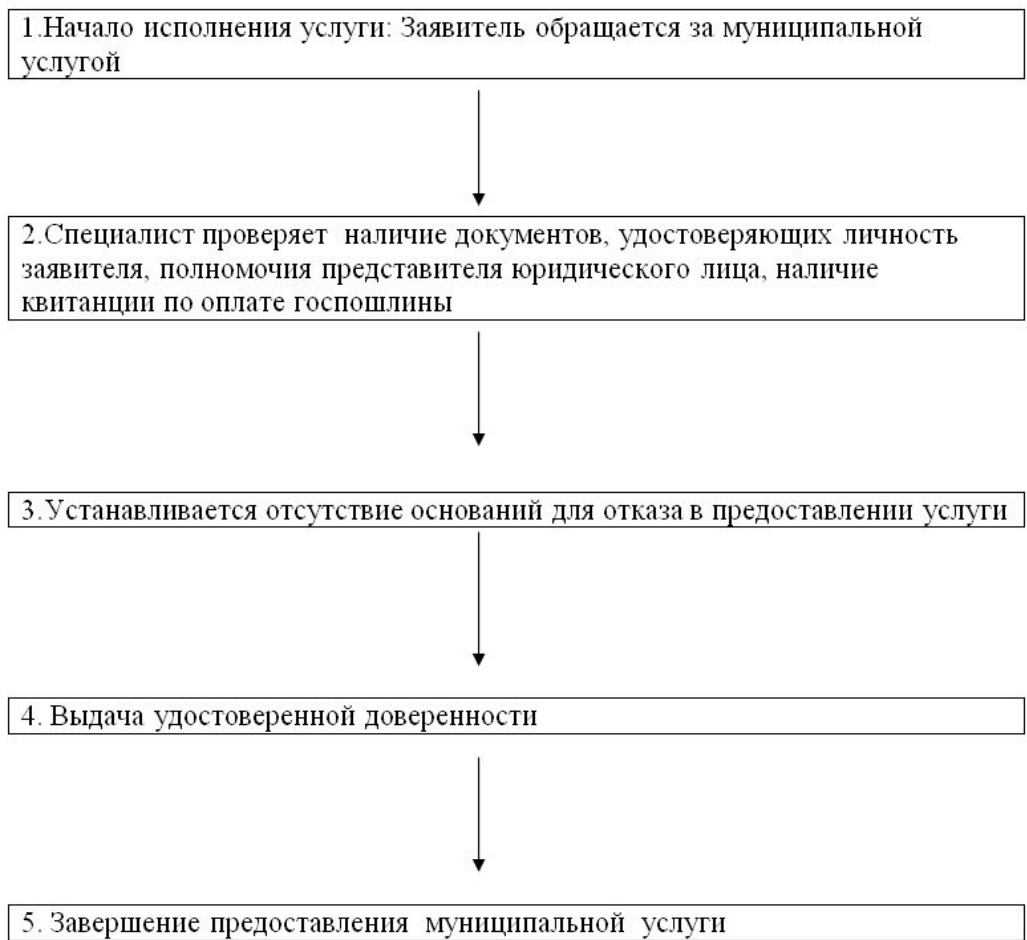 1.Начало исполнения услуги: Заявитель обращается за муниципальной
услугой
2.Специалист проверяет наличие документов, удостоверяющих личность
заявителя, полномочия представителя юридического лица, наличие
квитанции по оплате госпошлины
3.Устанавливается отсутствие оснований для отказа в предоставлении услуги
4. Выдача удостоверенной доверенности
5. Завершение предоставления муниципальной услуги